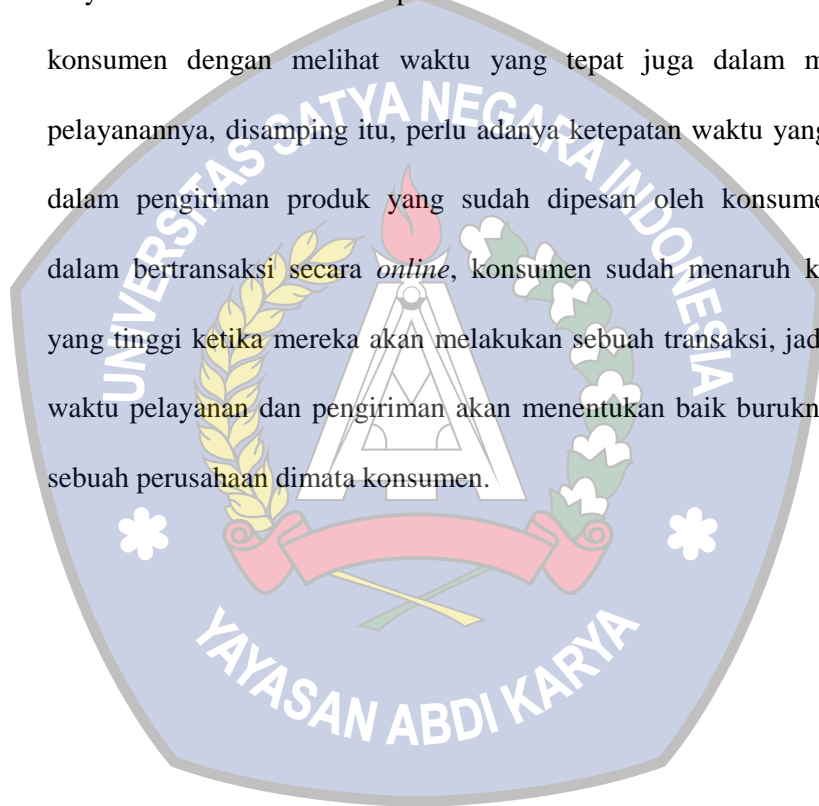 konsumen dengan melihat waktu yang tepat juga dalam m
pelayanannya, disamping itu, perlu adanya ketepatan waktu yang
dalam pengiriman produk yang sudah dipesan oleh konsume
dalam bertransaksi secara online, konsumen sudah menaruh k
yang tinggi ketika mereka akan melakukan sebuah transaksi, jad
waktu pelayanan dan pengiriman akan menentukan baik burukn
sebuah perusahaan dimata konsumen.
UNIVERSITAS SATYA NEGARA INDONESIA
YAYASAN ABDI KARYA